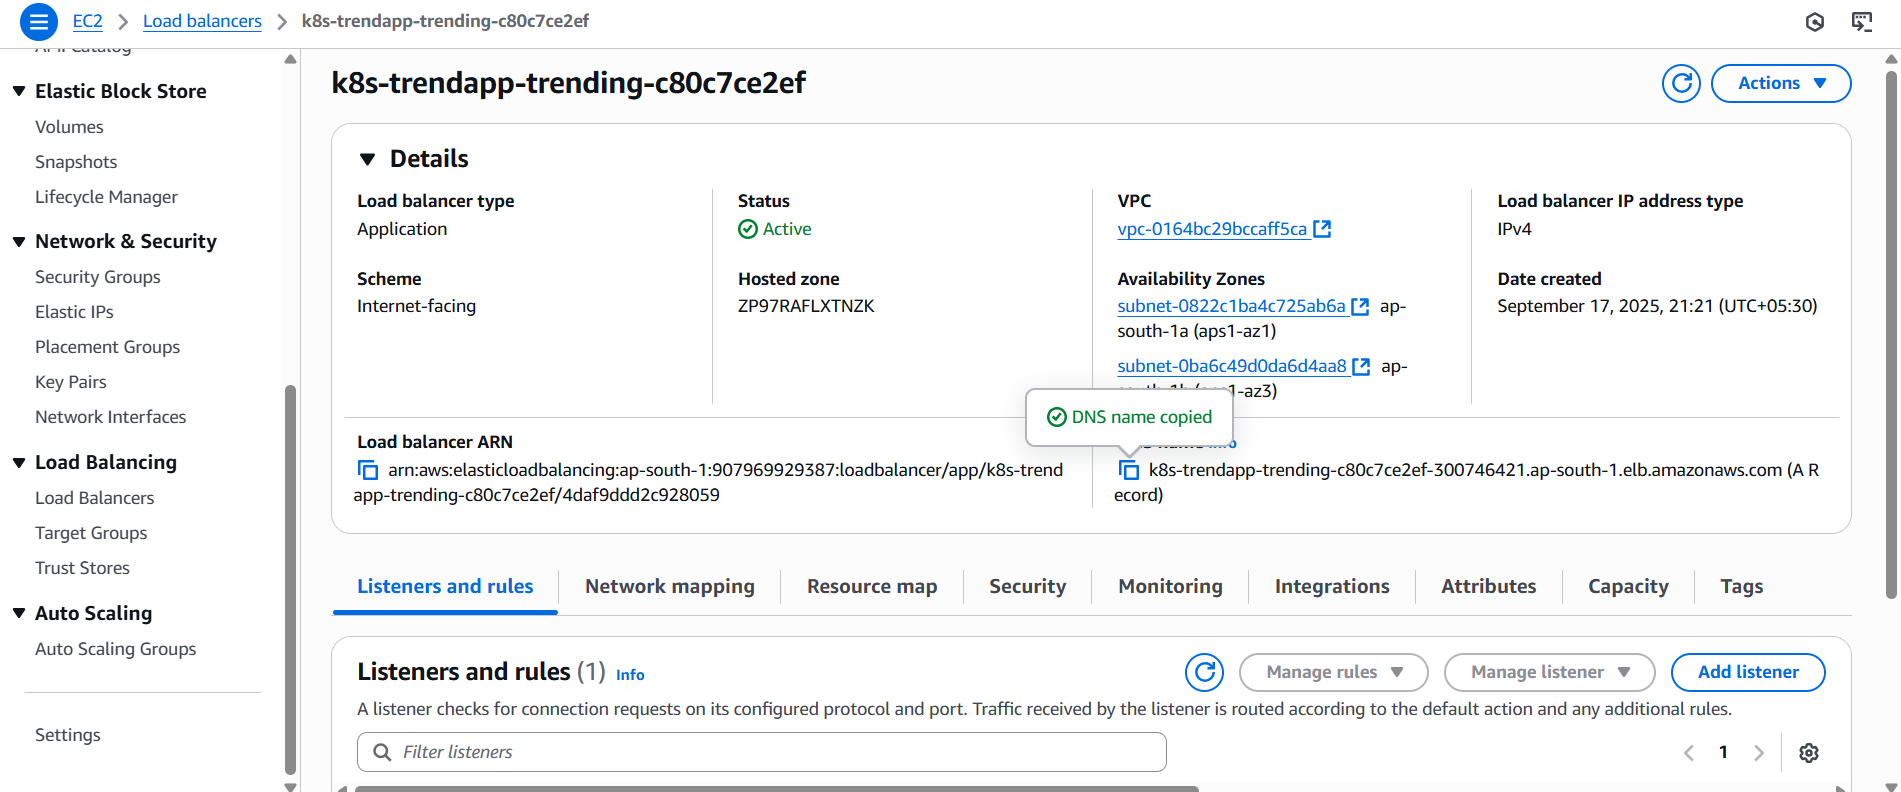 EC2 > Load balancers > k8s-trendapp-trending-c80c7ce2ef
AMI Catalog
Elastic Block Store
Volumes
Snapshots
Lifecycle Manager
Network & Security
Security Groups
Elastic IPs
Placement Groups
Key Pairs
Network Interfaces
Load Balancing
Load Balancers
Target Groups
Trust Stores
Auto Scaling
Auto Scaling Groups
Settings
k8s-trendapp-trending-c80c7ce2ef
Actions
Details
Load balancer type
Application
Status
Active
VPC
vpc-0164bc29bccaff5ca
Load balancer IP address type
IPv4
Scheme
Internet-facing
Hosted zone
ZP97RAFLXTNZK
Availability Zones
subnet-0822c1ba4c725ab6a ap-
south-1a (aps1-az1)
subnet-0ba6c49d0da6d4aa8 ap-
-az3)
Date created
September 17, 2025, 21:21 (UTC+05:30)
DNS name copied
Load balancer ARN
arn:aws:elasticloadbalancing:ap-south-1:907969929387:loadbalancer/app/k8s-trend
app-trending-c80c7ce2ef/4daf9ddd2c928059
k8s-trendapp-trending-c80c7ce2ef-300746421.ap-south-1.elb.amazonaws.com (A R
ecord)
Listeners and rules
Network mapping
Resource map
Security
Monitoring
Integrations
Attributes
Capacity
Tags
Listeners and rules (1) Info
Manage rules
Manage listener
Add listener
A listener checks for connection requests on its configured protocol and port. Traffic received by the listener is routed according to the default action and any additional rules.
Filter listeners
1